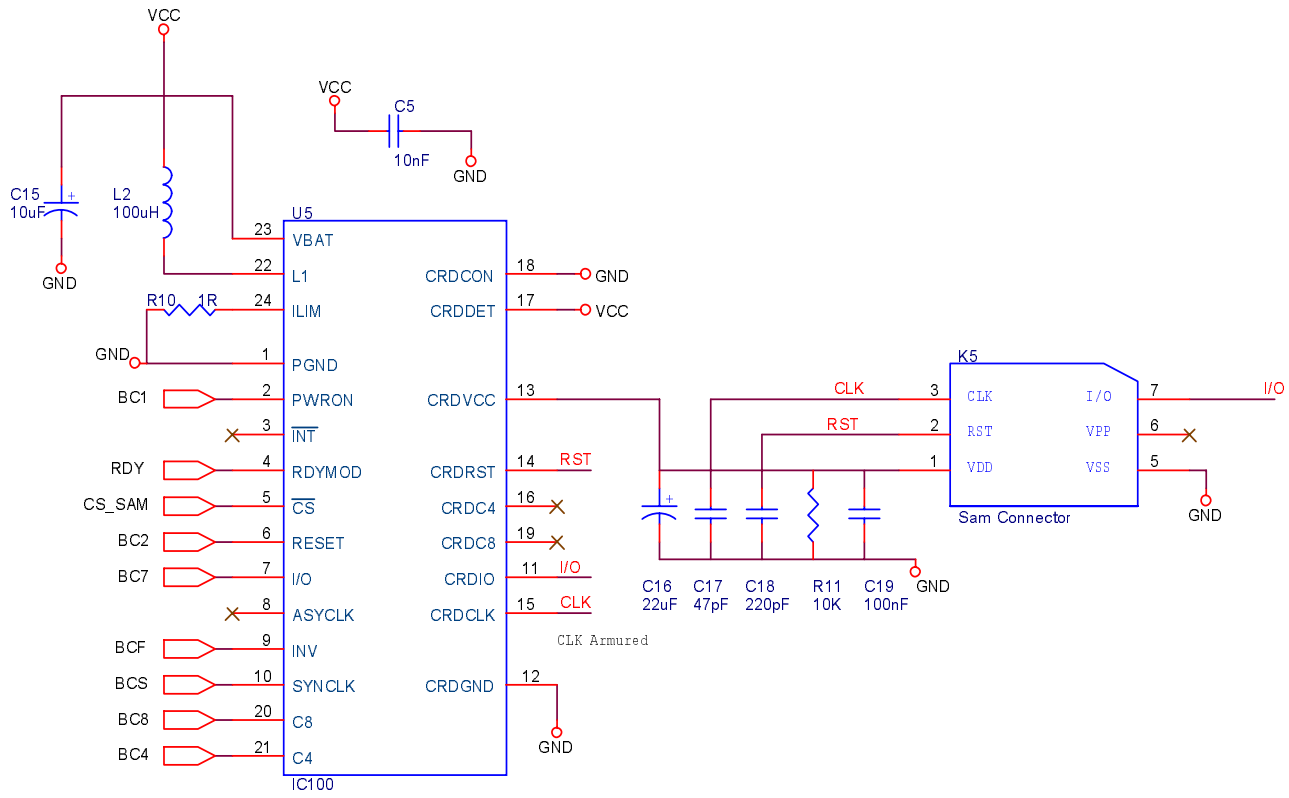 VCC
VCC
C5
10nF
GND
C15
10uF
+
L2
100uH
GND
U5
23
VBAT
22
L1
CRDCON
18
GND
R10
1R
24
ILIM
CRDDET
17
VCC
GND
1
PGND
BC1
2
PWRON
CRDVCC
13
3
INT
RDY
4
RDYMOD
CRDRST
14
RST
CS_SAM
5
CS
CRDC4
16
BC2
6
RESET
CRDC8
19
BC7
7
I/O
CRDIO
11
I/O
8
ASYCLK
CRDCLK
15
CLK
CLK Armured
BCF
9
INV
BCS
10
SYNCLK
CRDGND
12
GND
BC8
20
C8
BC4
21
C4
IC100
K5
CLK
3
CLK
I/O
7
I/O
RST
2
RST
VPP
6
1
VDD
VSS
5
GND
Sam Connector
+
GND
C16
22uF
C17
47pF
C18
220pF
R11
10K
C19
100nF